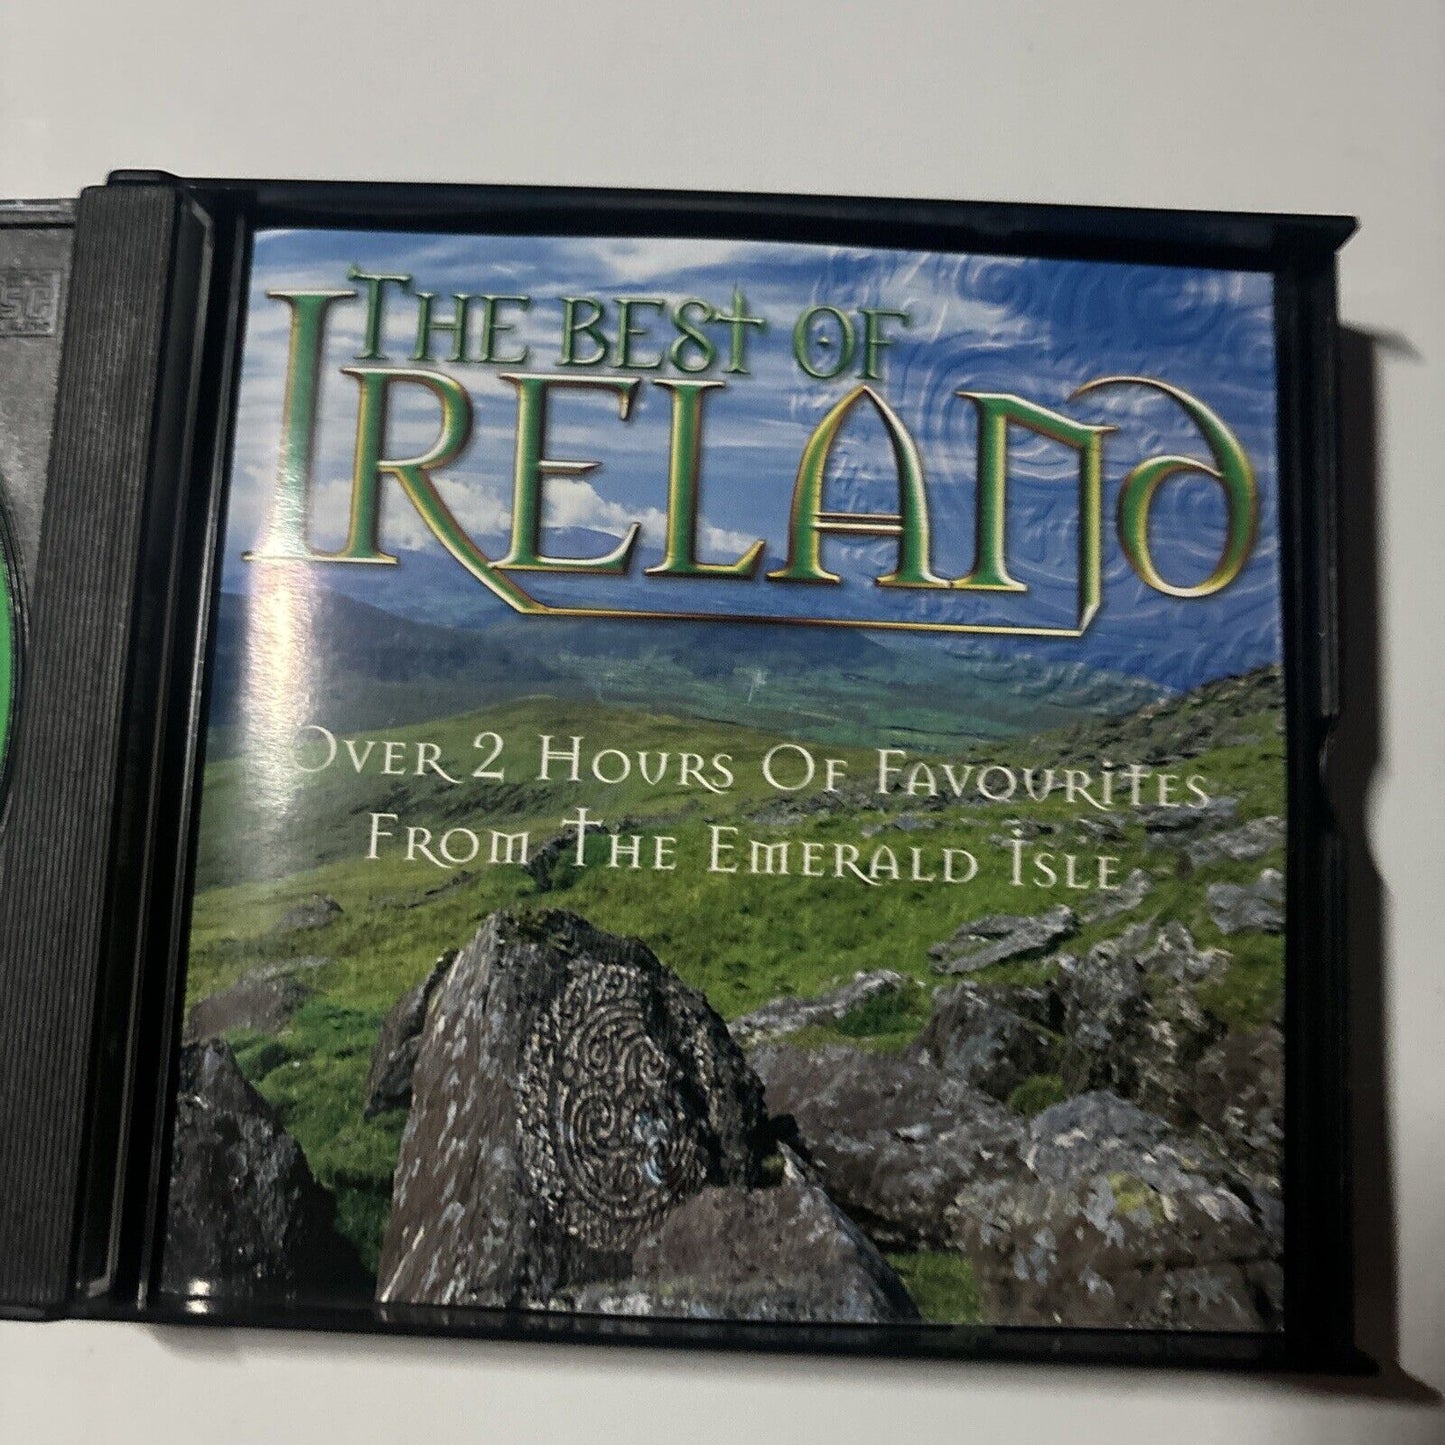 THE BEST OF
IRELAND
OVER 2 HOURS OF FAVOURITES
FROM THE EMERALD ISLE